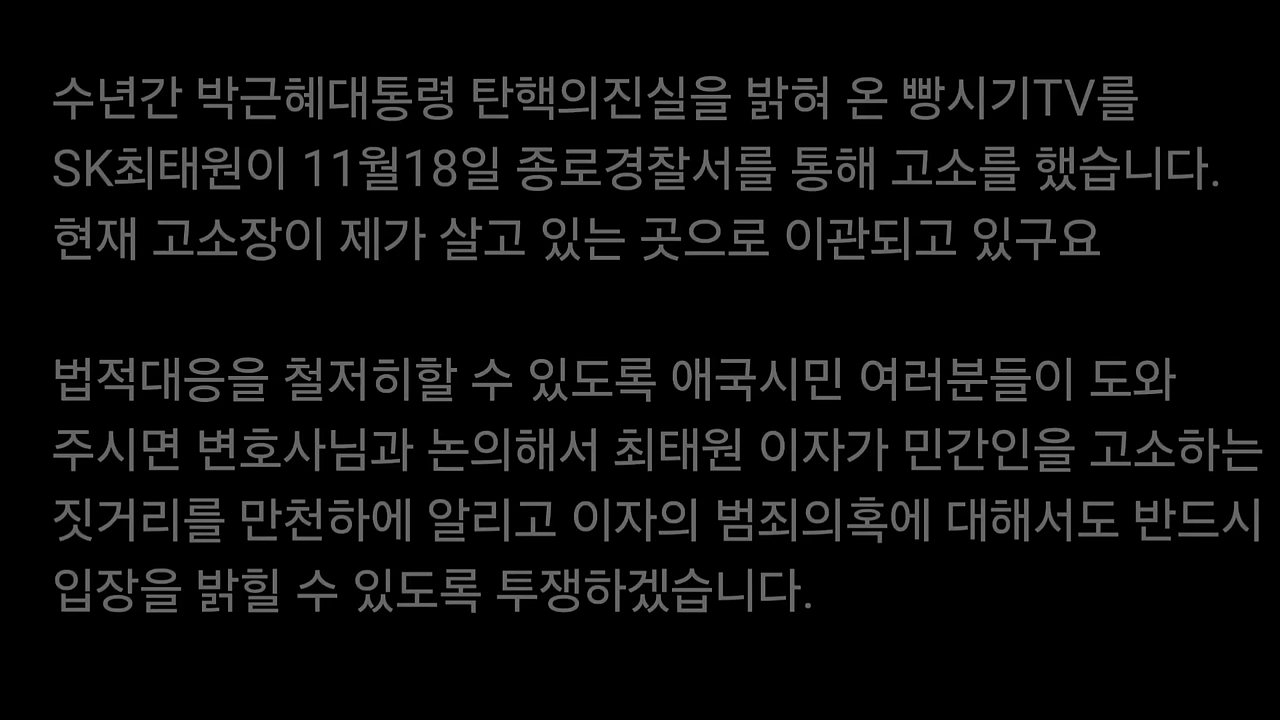 수년간 박근혜대통령 탄핵의진실을 밝혀 온 빵시기TV를
SK최태원이 11월18일 종로경찰서를 통해 고소를 했습니다.
현재 고소장이 제가 살고 있는 곳으로 이관되고 있구요
법적대응을 철저히할 수 있도록 애국시민 여러분들이 도와
주시면 변호사님과 논의해서 최태원 이자가 민간인을 고소하는
짓거리를 만천하에 알리고 이자의 범죄의혹에 대해서도 반드시
입장을 밝힐 수 있도록 투쟁하겠습니다.